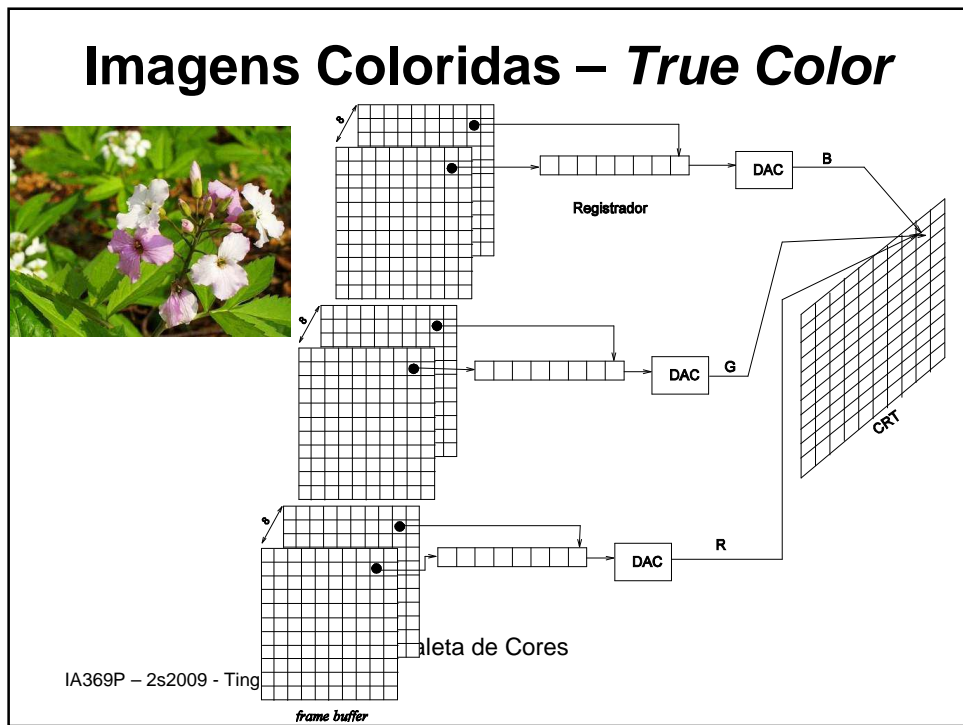 Imagens Coloridas – True Color
8
Registrador
DAC
B
8
DAC
G
CRT
8
DAC
R
aleta de Cores
IA369P – 2s2009 - Ting
frame buffer